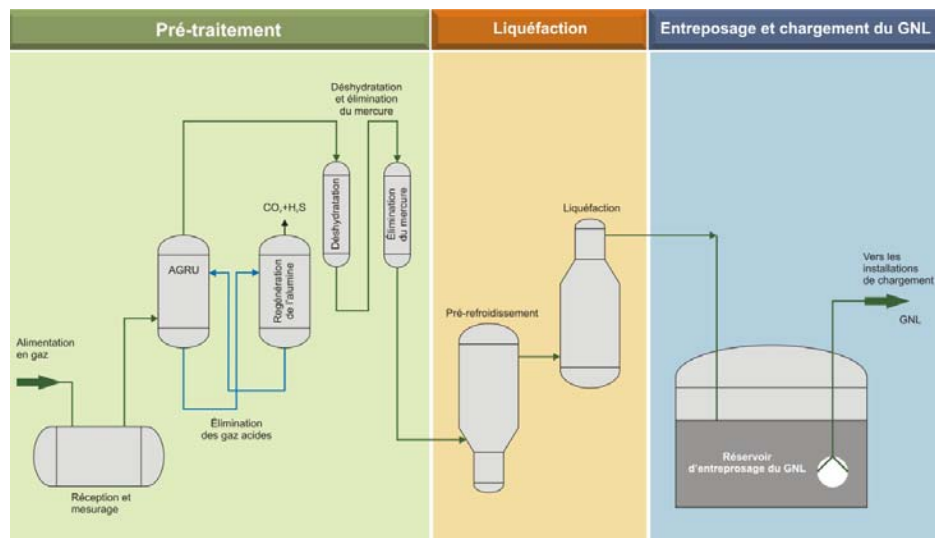 Pré-traitement
Liquéfaction
Entreposage et chargement du GNL
Déshydratation
et élimination
du mercure
CO₂+H₂S
Déshydratation
Élimination
du mercure
AGRU
Regénération
de l'alumine
Alimentation
en gaz
Élimination
des gaz acides
Réception et
mesurage
Liquéfaction
Pré-refroidissement
Vers les
installations
de chargement
GNL
Réservoir
d'entreprosage du GNL